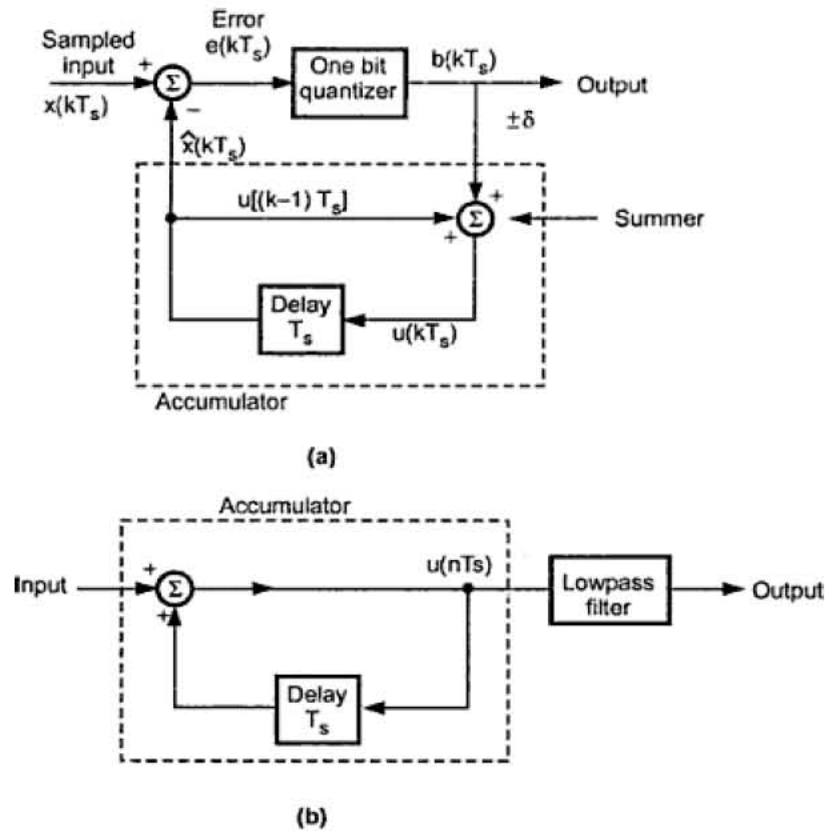 Sampled
input
x(kTs)
+
Σ
−
Error
e(kTs)
One bit
quantizer
b(kTs)
Output
±δ
x̂(kTs)
u[(k−1) Ts]
+
+
Σ
Summer
Delay
Ts
u(kTs)
Accumulator
(a)
Accumulator
Input
+
Σ
+
u(nTs)
Lowpass
filter
Output
Delay
Ts
(b)